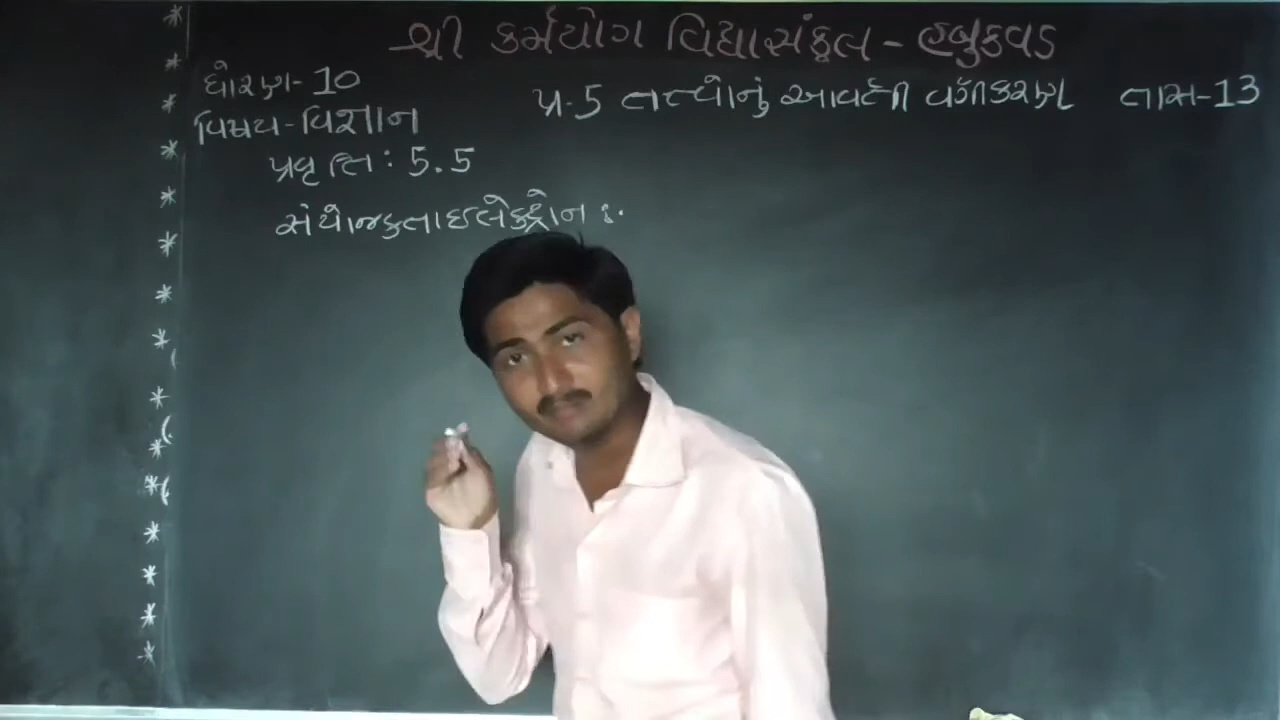 શ્રી કર્મયોગ વિદ્યાસંકુલ - હબુકવડ
ધોરણ - 10
પ્ર.5 તત્ત્વોનું આવર્તી વર્ગીકરણ તાસ - 13
વિષય - વિજ્ઞાન
પ્રવૃત્તિ : 5.5
સંયોજકતાઇલેક્ટ્રોન :.